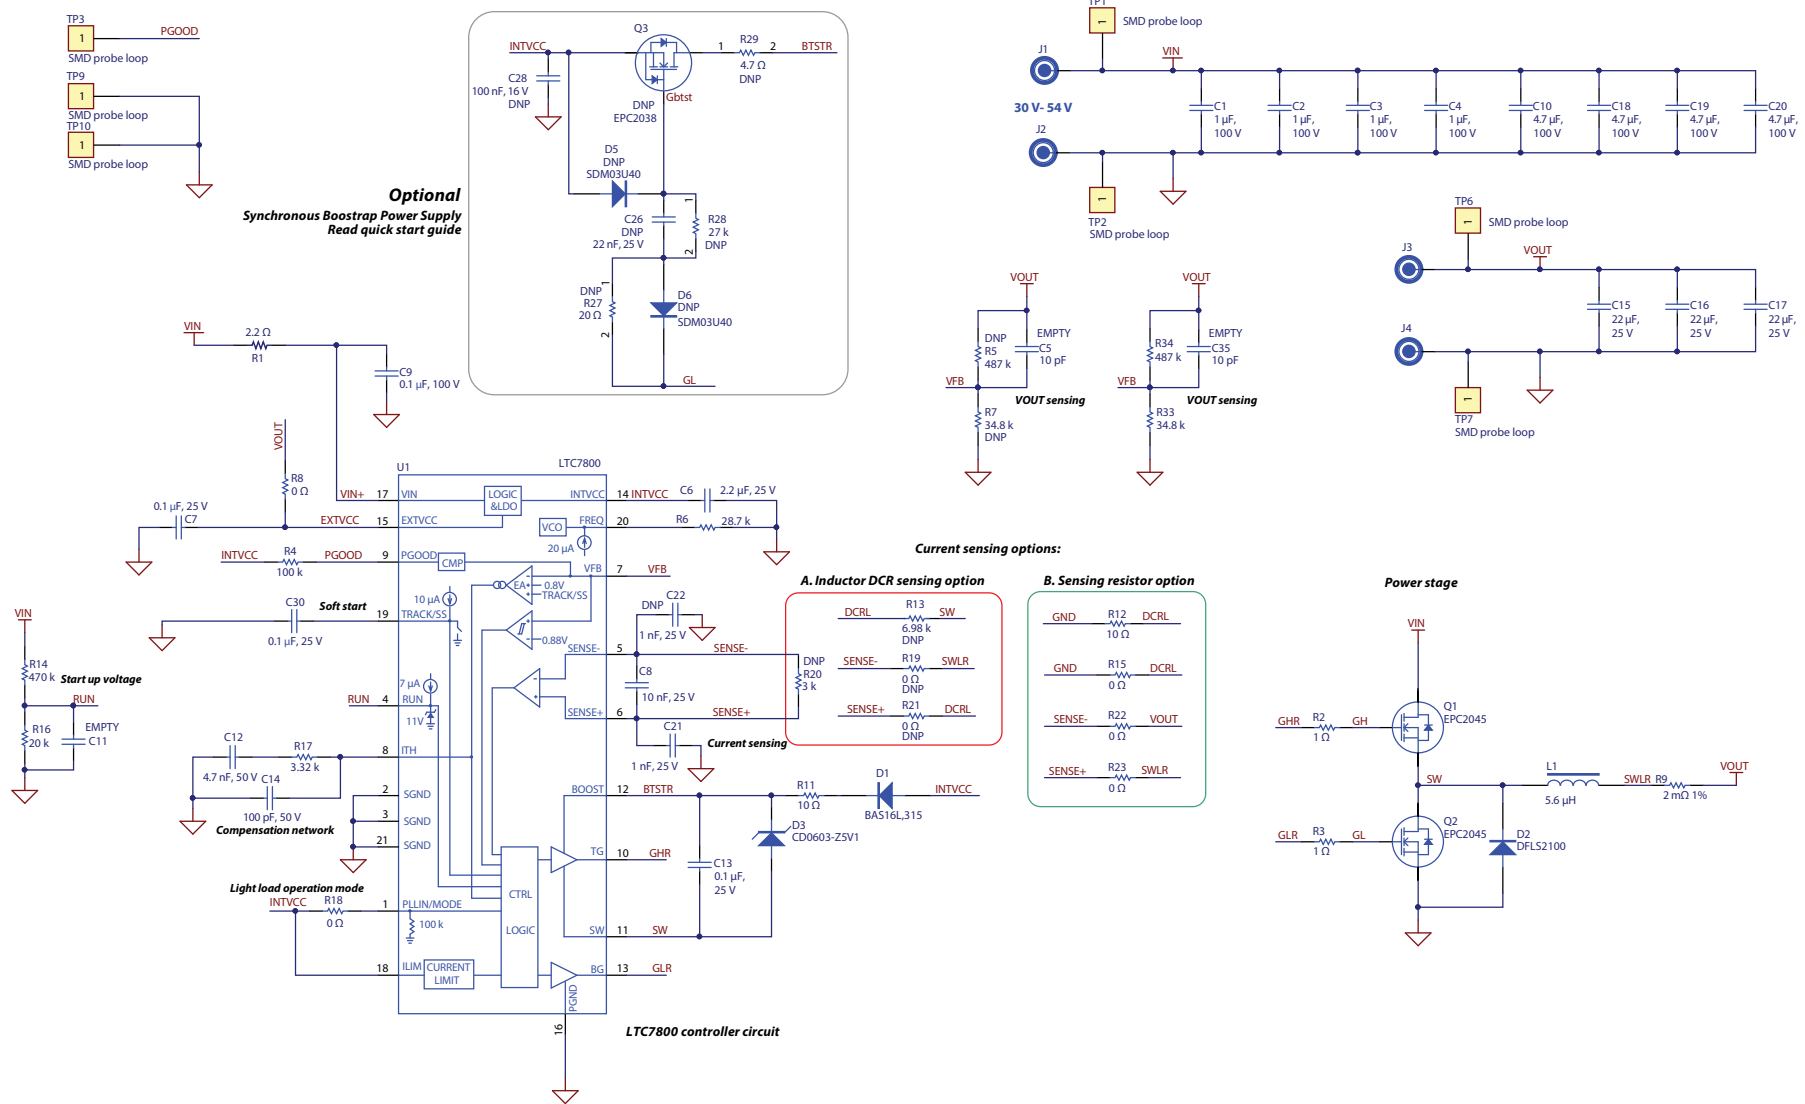 TP3
1
PGOOD
SMD probe loop
TP9
1
SMD probe loop
TP10
1
SMD probe loop
Optional
Synchronous Boostrap Power Supply
Read quick start guide
Q3
INTVCC
1
R29
2
BTSTR
4.7 Ω
DNP
C28
100 nF, 16 V
DNP
DNP
EPC2038
Gbtst
D5
DNP
SDM03U40
C26
DNP
22 nF, 25 V
1
R28
27 k
DNP
2
DNP
R27
20 Ω
1
2
D6
DNP
SDM03U40
GL
TP1
1
SMD probe loop
J1
VIN
30 V- 54 V
J2
C1
1 µF,
100 V
C2
1 µF,
100 V
C3
1 µF,
100 V
C4
1 µF,
100 V
C10
4.7 µF,
100 V
C18
4.7 µF,
100 V
C19
4.7 µF,
100 V
C20
4.7 µF,
100 V
1
TP2
SMD probe loop
TP6
1
SMD probe loop
J3
VOUT
J4
C15
22 µF,
25 V
C16
22 µF,
25 V
C17
22 µF,
25 V
1
TP7
SMD probe loop
VOUT
DNP
R5
487 k
EMPTY
C5
10 pF
VFB
VOUT sensing
R7
34.8 k
DNP
VOUT
R34
487 k
EMPTY
C35
10 pF
VFB
VOUT sensing
R33
34.8 k
VIN
2.2 Ω
R1
C9
0.1 µF, 100 V
VOUT
R8
0 Ω
0.1 µF, 25 V
C7
VIN+
EXTVCC
INTVCC
R4
100 k
PGOOD
C30
0.1 µF, 25 V
Soft start
VIN
R14
470 k
Start up voltage
RUN
R16
20 k
EMPTY
C11
RUN
C12
4.7 nF, 50 V
R17
3.32 k
C14
100 pF, 50 V
Compensation network
Light load operation mode
INTVCC
R18
0 Ω
U1
LTC7800
17
VIN
LOGIC
&LDO
INTVCC
14
15
EXTVCC
VCO
FREQ
20
20 µA
9
PGOOD
CMP
VFB
7
EA
0.8V
TRACK/SS
10 µA
19
TRACK/SS
0.88V
SENSE-
5
7 µA
4
RUN
11V
SENSE+
6
8
ITH
2
SGND
3
SGND
21
SGND
BOOST
12
TG
10
CTRL
LOGIC
1
PLLIN/MODE
100 k
SW
11
18
ILIM
CURRENT
LIMIT
BG
13
PGND
16
LTC7800 controller circuit
INTVCC
C6
2.2 µF, 25 V
R6
28.7 k
VFB
DNP
C22
1 nF, 25 V
SENSE-
C8
10 nF, 25 V
SENSE+
C21
1 nF, 25 V
Current sensing
DNP
R20
3 k
BTSTR
R11
10 Ω
D1
BAS16L,315
INTVCC
D3
CD0603-Z5V1
GHR
C13
0.1 µF,
25 V
SW
GLR
Current sensing options:
A. Inductor DCR sensing option
DCRL
R13
SW
6.98 k
DNP
SENSE-
R19
SWLR
0 Ω
DNP
SENSE+
R21
DCRL
0 Ω
DNP
B. Sensing resistor option
GND
R12
DCRL
10 Ω
GND
R15
DCRL
0 Ω
SENSE-
R22
VOUT
0 Ω
SENSE+
R23
SWLR
0 Ω
Power stage
VIN
Q1
EPC2045
GHR
R2
GH
1 Ω
SW
L1
5.6 µH
SWLR
R9
2 mΩ 1%
VOUT
Q2
EPC2045
GLR
R3
GL
1 Ω
D2
DFLS2100